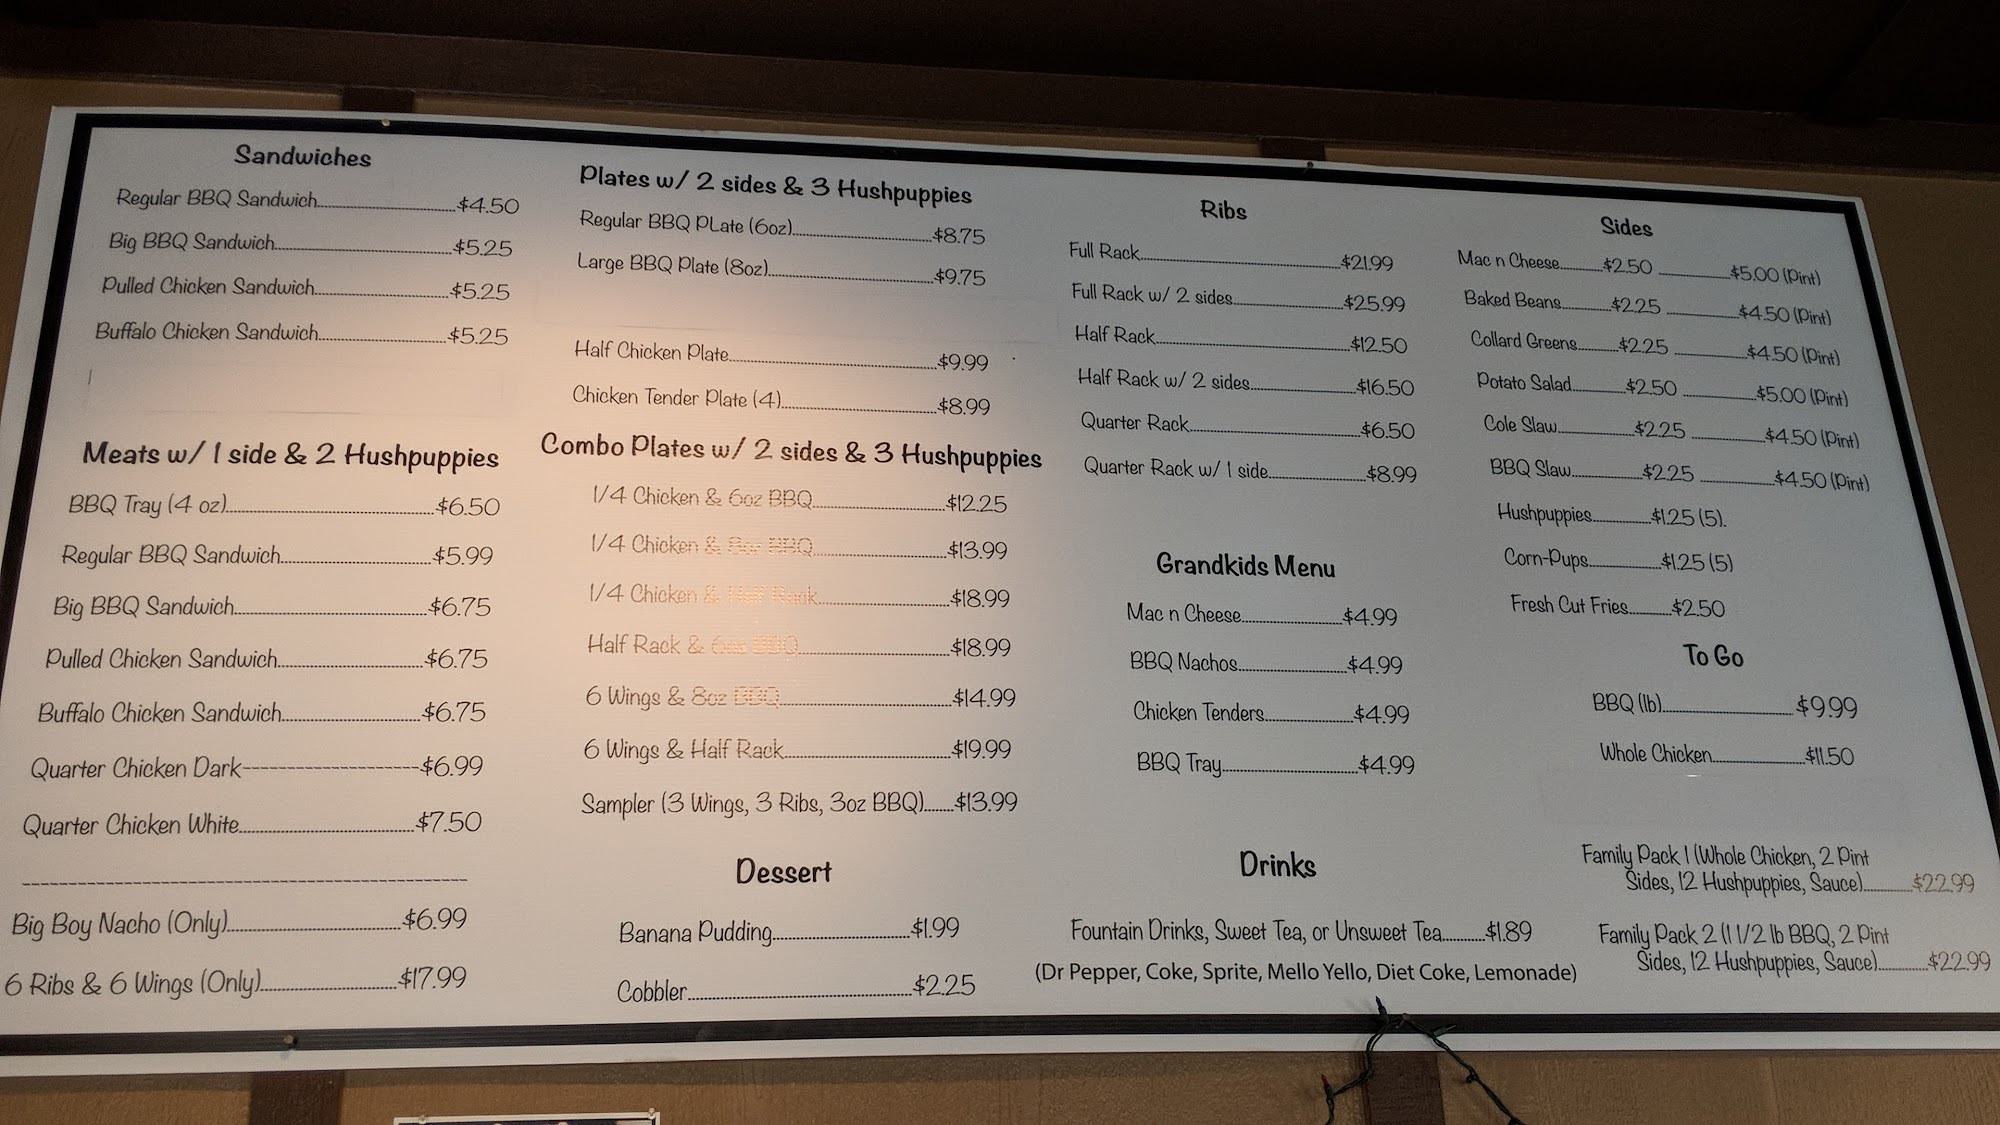 Sandwiches
Regular BBQ Sandwich $4.50
Big BBQ Sandwich $5.25
Pulled Chicken Sandwich $5.25
Buffalo Chicken Sandwich $5.25
Meats w/ 1 side & 2 Hushpuppies
BBQ Tray (4 oz) $6.50
Regular BBQ Sandwich $5.99
Big BBQ Sandwich $6.75
Pulled Chicken Sandwich $6.75
Buffalo Chicken Sandwich $6.75
Quarter Chicken Dark $6.99
Quarter Chicken White $7.50
Big Boy Nacho (Only) $6.99
6 Ribs & 6 Wings (Only) $17.99
Plates w/ 2 sides & 3 Hushpuppies
Regular BBQ PLate (6oz) $8.75
Large BBQ Plate (8oz) $9.75
Half Chicken Plate $9.99
Chicken Tender Plate (4) $8.99
Combo Plates w/ 2 sides & 3 Hushpuppies
1/4 Chicken & 6oz BBQ $12.25
1/4 Chicken & 8oz BBQ $13.99
1/4 Chicken & Half Rack $18.99
Half Rack & 6oz BBQ $18.99
6 Wings & 8oz BBQ $14.99
6 Wings & Half Rack $19.99
Sampler (3 Wings, 3 Ribs, 3oz BBQ) $13.99
Dessert
Banana Pudding $1.99
Cobbler $2.25
Ribs
Full Rack $21.99
Full Rack w/ 2 sides $25.99
Half Rack $12.50
Half Rack w/ 2 sides $16.50
Quarter Rack $6.50
Quarter Rack w/ 1 side $8.99
Grandkids Menu
Mac n Cheese $4.99
BBQ Nachos $4.99
Chicken Tenders $4.99
BBQ Tray $4.99
Drinks
Fountain Drinks, Sweet Tea, or Unsweet Tea $1.89
(Dr Pepper, Coke, Sprite, Mello Yello, Diet Coke, Lemonade)
Sides
Mac n Cheese $2.50 $5.00 (Pint)
Baked Beans $2.25 $4.50 (Pint)
Collard Greens $2.25 $4.50 (Pint)
Potato Salad $2.50 $5.00 (Pint)
Cole Slaw $2.25 $4.50 (Pint)
BBQ Slaw $2.25 $4.50 (Pint)
Hushpuppies $1.25 (5).
Corn-Pups $1.25 (5)
Fresh Cut Fries $2.50
To Go
BBQ (lb) $9.99
Whole Chicken $11.50
Family Pack 1 (Whole Chicken, 2 Pint
Sides, 12 Hushpuppies, Sauce) $22.99
Family Pack 2 (1 1/2 lb BBQ, 2 Pint
Sides, 12 Hushpuppies, Sauce) $22.99